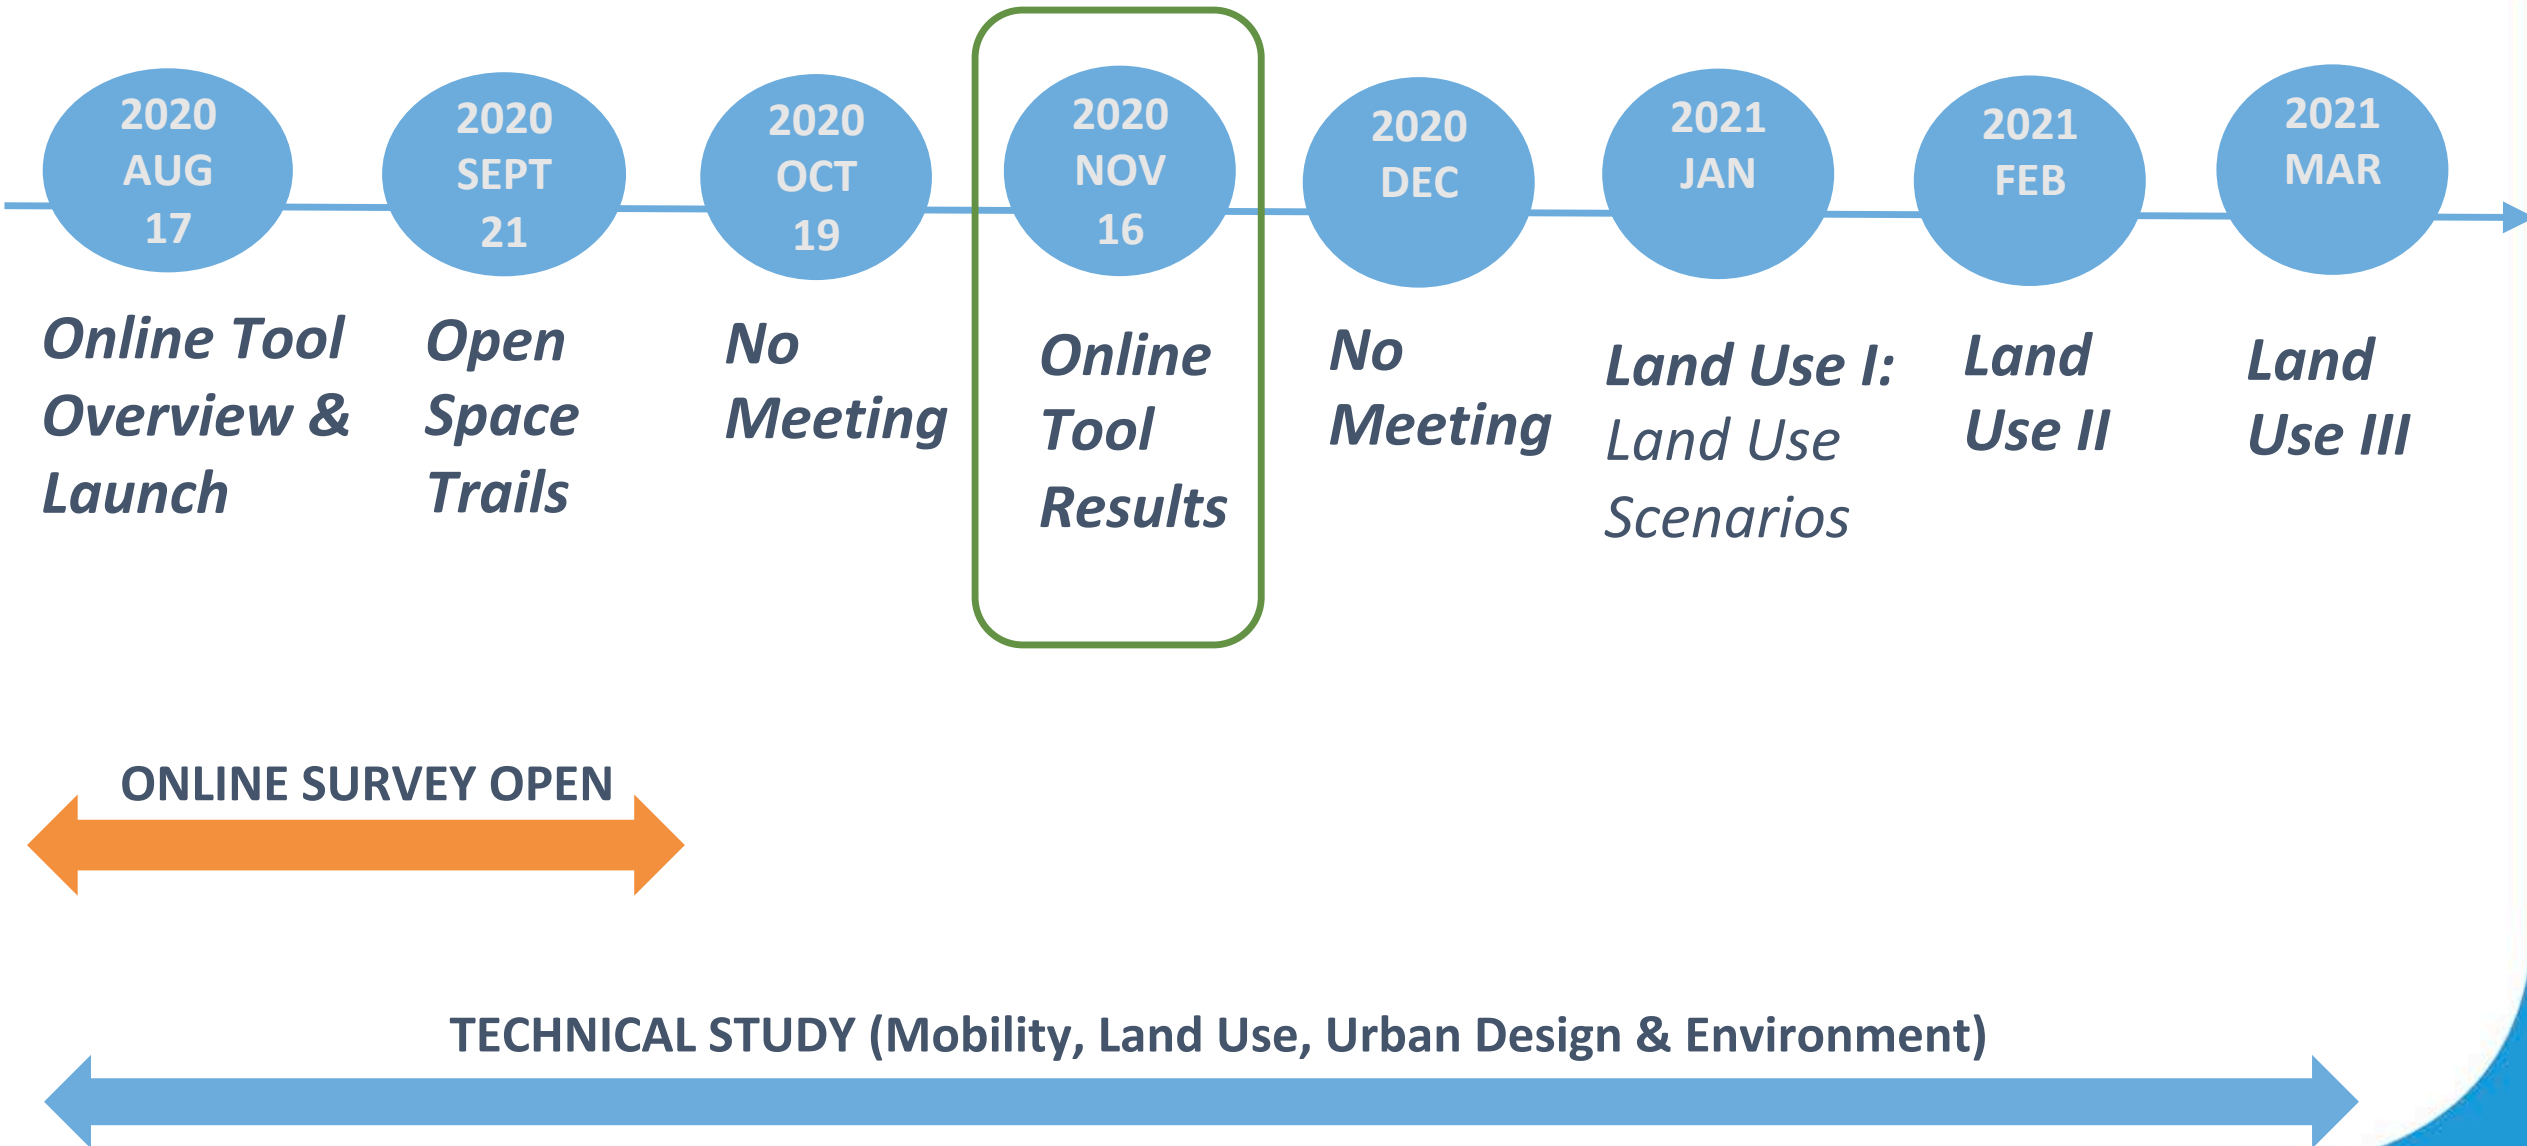 2020
AUG
17
2020
SEPT
21
2020
OCT
19
2020
NOV
16
2020
DEC
2021
JAN
2021
FEB
2021
MAR
Online Tool
Overview &
Launch
Open
Space
Trails
No
Meeting
Online
Tool
Results
No
Meeting
Land Use I:
Land Use
Scenarios
Land
Use II
Land
Use III
ONLINE SURVEY OPEN
TECHNICAL STUDY (Mobility, Land Use, Urban Design & Environment)